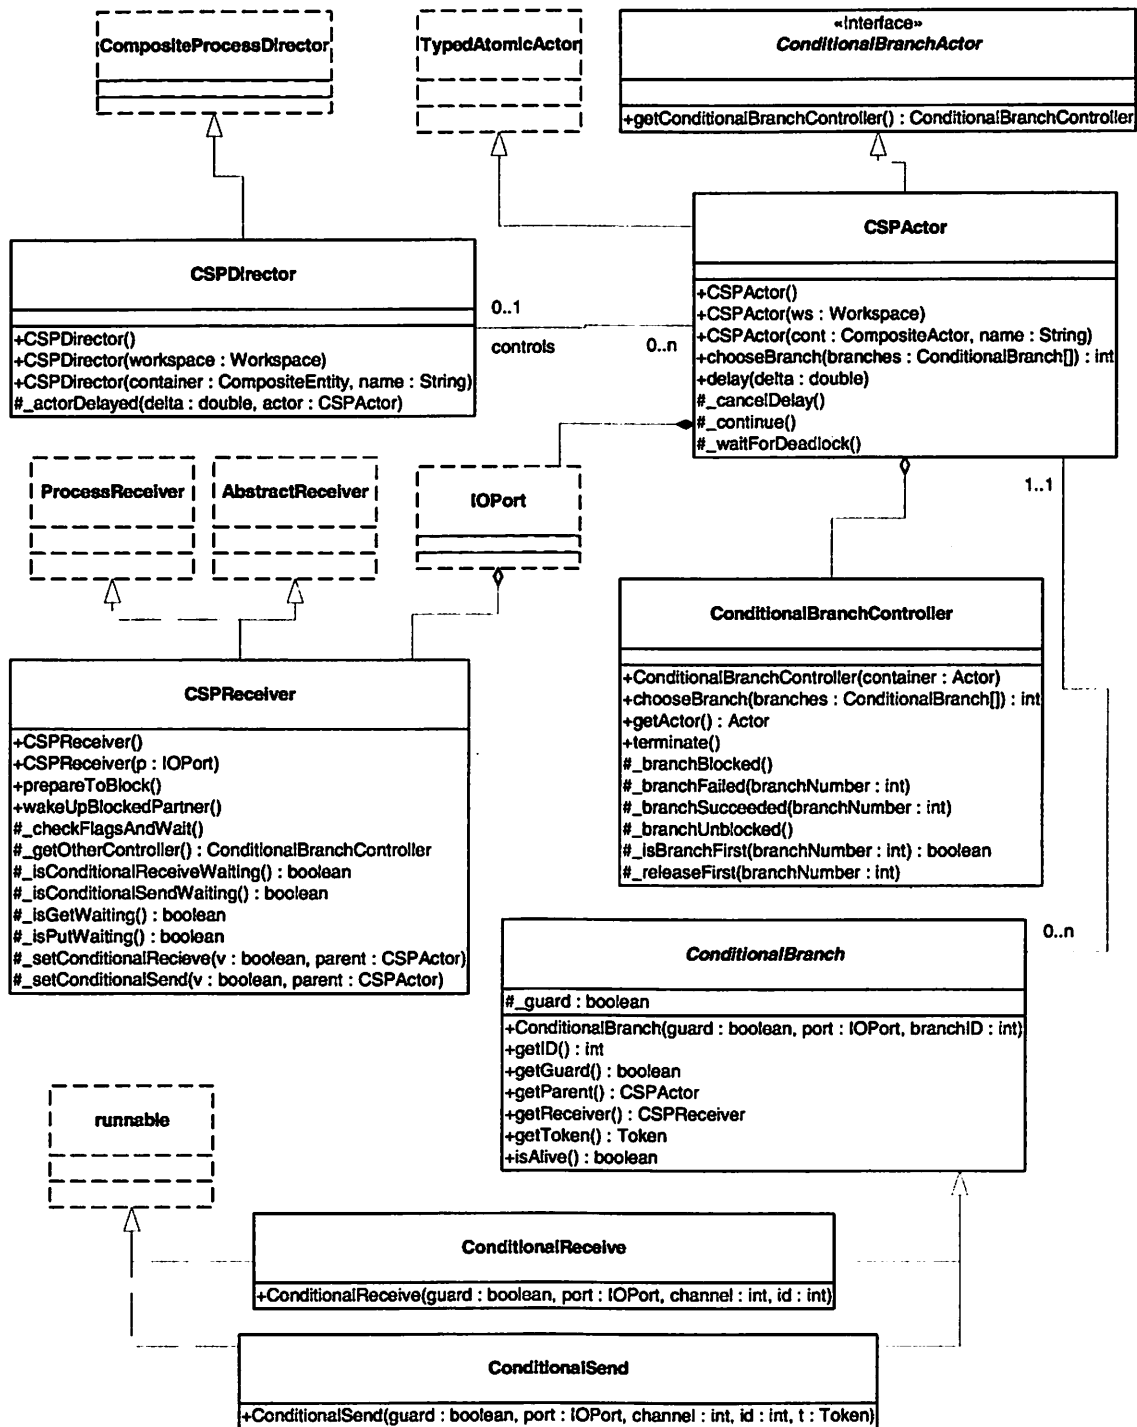 CompositeProcessDirector
TypedAtomicActor
«Interface»
ConditionalBranchActor
+getConditionalBranchController() : ConditionalBranchController
CSPDirector
+CSPDirector()
+CSPDirector(workspace : Workspace)
+CSPDirector(container : CompositeEntity, name : String)
#_actorDelayed(delta : double, actor : CSPActor)
0..1
controls
0..n
CSPActor
+CSPActor()
+CSPActor(ws : Workspace)
+CSPActor(cont : CompositeActor, name : String)
+chooseBranch(branches : ConditionalBranch[]) : int
+delay(delta : double)
#_cancelDelay()
#_continue()
#_waitForDeadlock()
ProcessReceiver
AbstractReceiver
IOPort
1..1
ConditionalBranchController
+ConditionalBranchController(container : Actor)
+chooseBranch(branches : ConditionalBranch[]) : int
+getActor() : Actor
+terminate()
#_branchBlocked()
#_branchFailed(branchNumber : int)
#_branchSucceeded(branchNumber : int)
#_branchUnblocked()
#_isBranchFirst(branchNumber : int) : boolean
#_releaseFirst(branchNumber : int)
CSPReceiver
+CSPReceiver()
+CSPReceiver(p : IOPort)
+prepareToBlock()
+wakeUpBlockedPartner()
#_checkFlagsAndWait()
#_getOtherController() : ConditionalBranchController
#_isConditionalReceiveWaiting() : boolean
#_isConditionalSendWaiting() : boolean
#_isGetWaiting() : boolean
#_isPutWaiting() : boolean
#_setConditionalRecieve(v : boolean, parent : CSPActor)
#_setConditionalSend(v : boolean, parent : CSPActor)
0..n
ConditionalBranch
#_guard : boolean
+ConditionalBranch(guard : boolean, port : IOPort, branchID : int)
+getID() : int
+getGuard() : boolean
+getParent() : CSPActor
+getReceiver() : CSPReceiver
+getToken() : Token
+isAlive() : boolean
runnable
ConditionalReceive
+ConditionalReceive(guard : boolean, port : IOPort, channel : int, id : int)
ConditionalSend
+ConditionalSend(guard : boolean, port : IOPort, channel : int, id : int, t : Token)